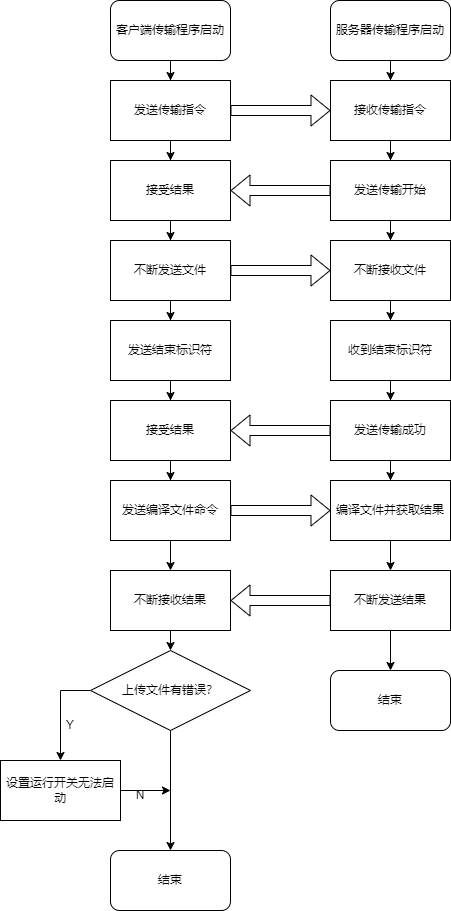 客户端传输程序启动
服务器传输程序启动
发送传输指令
接收传输指令
接受结果
发送传输开始
不断发送文件
不断接收文件
发送结束标识符
收到结束标识符
接受结果
发送传输成功
发送编译文件命令
编译文件并获取结果
不断接收结果
不断发送结果
上传文件有错误?
结束
Y
设置运行开关无法启
动
N
结束